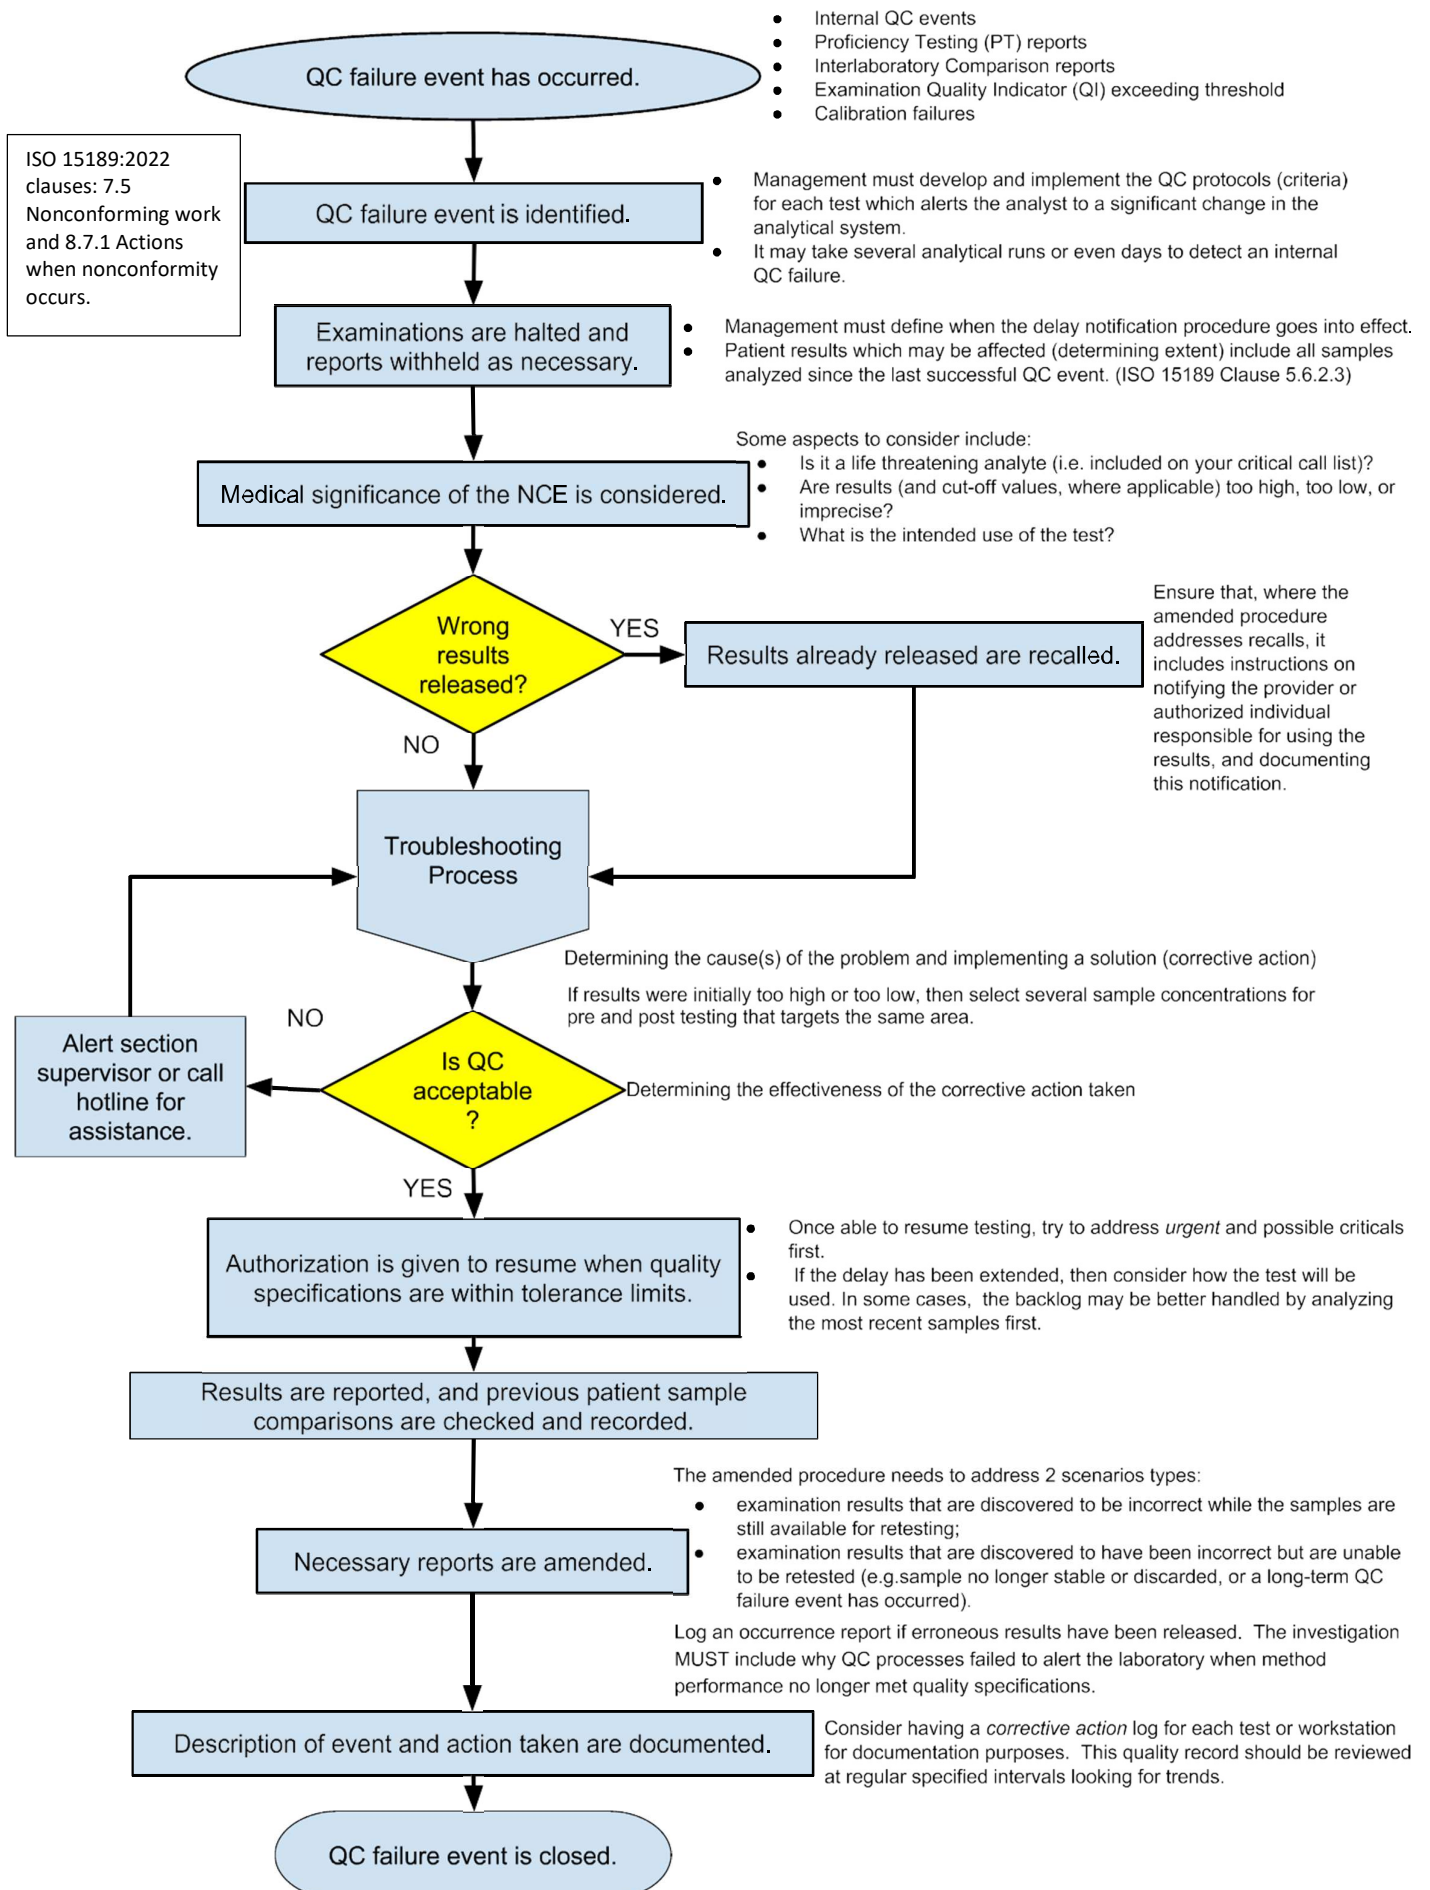 • Internal QC events
• Proficiency Testing (PT) reports
• Interlaboratory Comparison reports
• Examination Quality Indicator (QI) exceeding threshold
• Calibration failures
QC failure event has occurred.
ISO 15189:2022
clauses: 7.5
Nonconforming work
and 8.7.1 Actions
when nonconformity
occurs.
QC failure event is identified.
• Management must develop and implement the QC protocols (criteria)
for each test which alerts the analyst to a significant change in the
analytical system.
• It may take several analytical runs or even days to detect an internal
QC failure.
Examinations are halted and
reports withheld as necessary.
• Management must define when the delay notification procedure goes into effect.
• Patient results which may be affected (determining extent) include all samples
analyzed since the last successful QC event. (ISO 15189 Clause 5.6.2.3)
Medical significance of the NCE is considered.
Some aspects to consider include:
• Is it a life threatening analyte (i.e. included on your critical call list)?
• Are results (and cut-off values, where applicable) too high, too low, or
imprecise?
• What is the intended use of the test?
Wrong
results
released?
YES
Results already released are recalled.
Ensure that, where the
amended procedure
addresses recalls, it
includes instructions on
notifying the provider or
authorized individual
responsible for using the
results, and documenting
this notification.
NO
Troubleshooting
Process
Determining the cause(s) of the problem and implementing a solution (corrective action)
If results were initially too high or too low, then select several sample concentrations for
pre and post testing that targets the same area.
NO
Alert section
supervisor or call
hotline for
assistance.
Is QC
acceptable
?
Determining the effectiveness of the corrective action taken
YES
Authorization is given to resume when quality
specifications are within tolerance limits.
• Once able to resume testing, try to address urgent and possible criticals
first.
• If the delay has been extended, then consider how the test will be
used. In some cases, the backlog may be better handled by analyzing
the most recent samples first.
Results are reported, and previous patient sample
comparisons are checked and recorded.
Necessary reports are amended.
The amended procedure needs to address 2 scenarios types:
• examination results that are discovered to be incorrect while the samples are
still available for retesting;
• examination results that are discovered to have been incorrect but are unable
to be retested (e.g.sample no longer stable or discarded, or a long-term QC
failure event has occurred).
Log an occurrence report if erroneous results have been released. The investigation
MUST include why QC processes failed to alert the laboratory when method
performance no longer met quality specifications.
Description of event and action taken are documented.
Consider having a corrective action log for each test or workstation
for documentation purposes. This quality record should be reviewed
at regular specified intervals looking for trends.
QC failure event is closed.